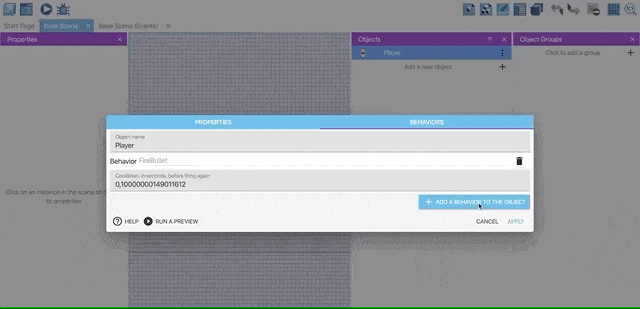 Start Page
Base Scene
Base Scene (Events)
Properties
Objects
Object Groups
Player
Click to add a group
Add a new object
PROPERTIES
BEHAVIORS
Object name
Player
Behavior FireBullet
Cooldown, in seconds, before firing again
0,10000000149011612
Click on an instance in the scene to d
its properties
ADD A BEHAVIOR TO THE OBJECT
HELP
RUN A PREVIEW
CANCEL
APPLY